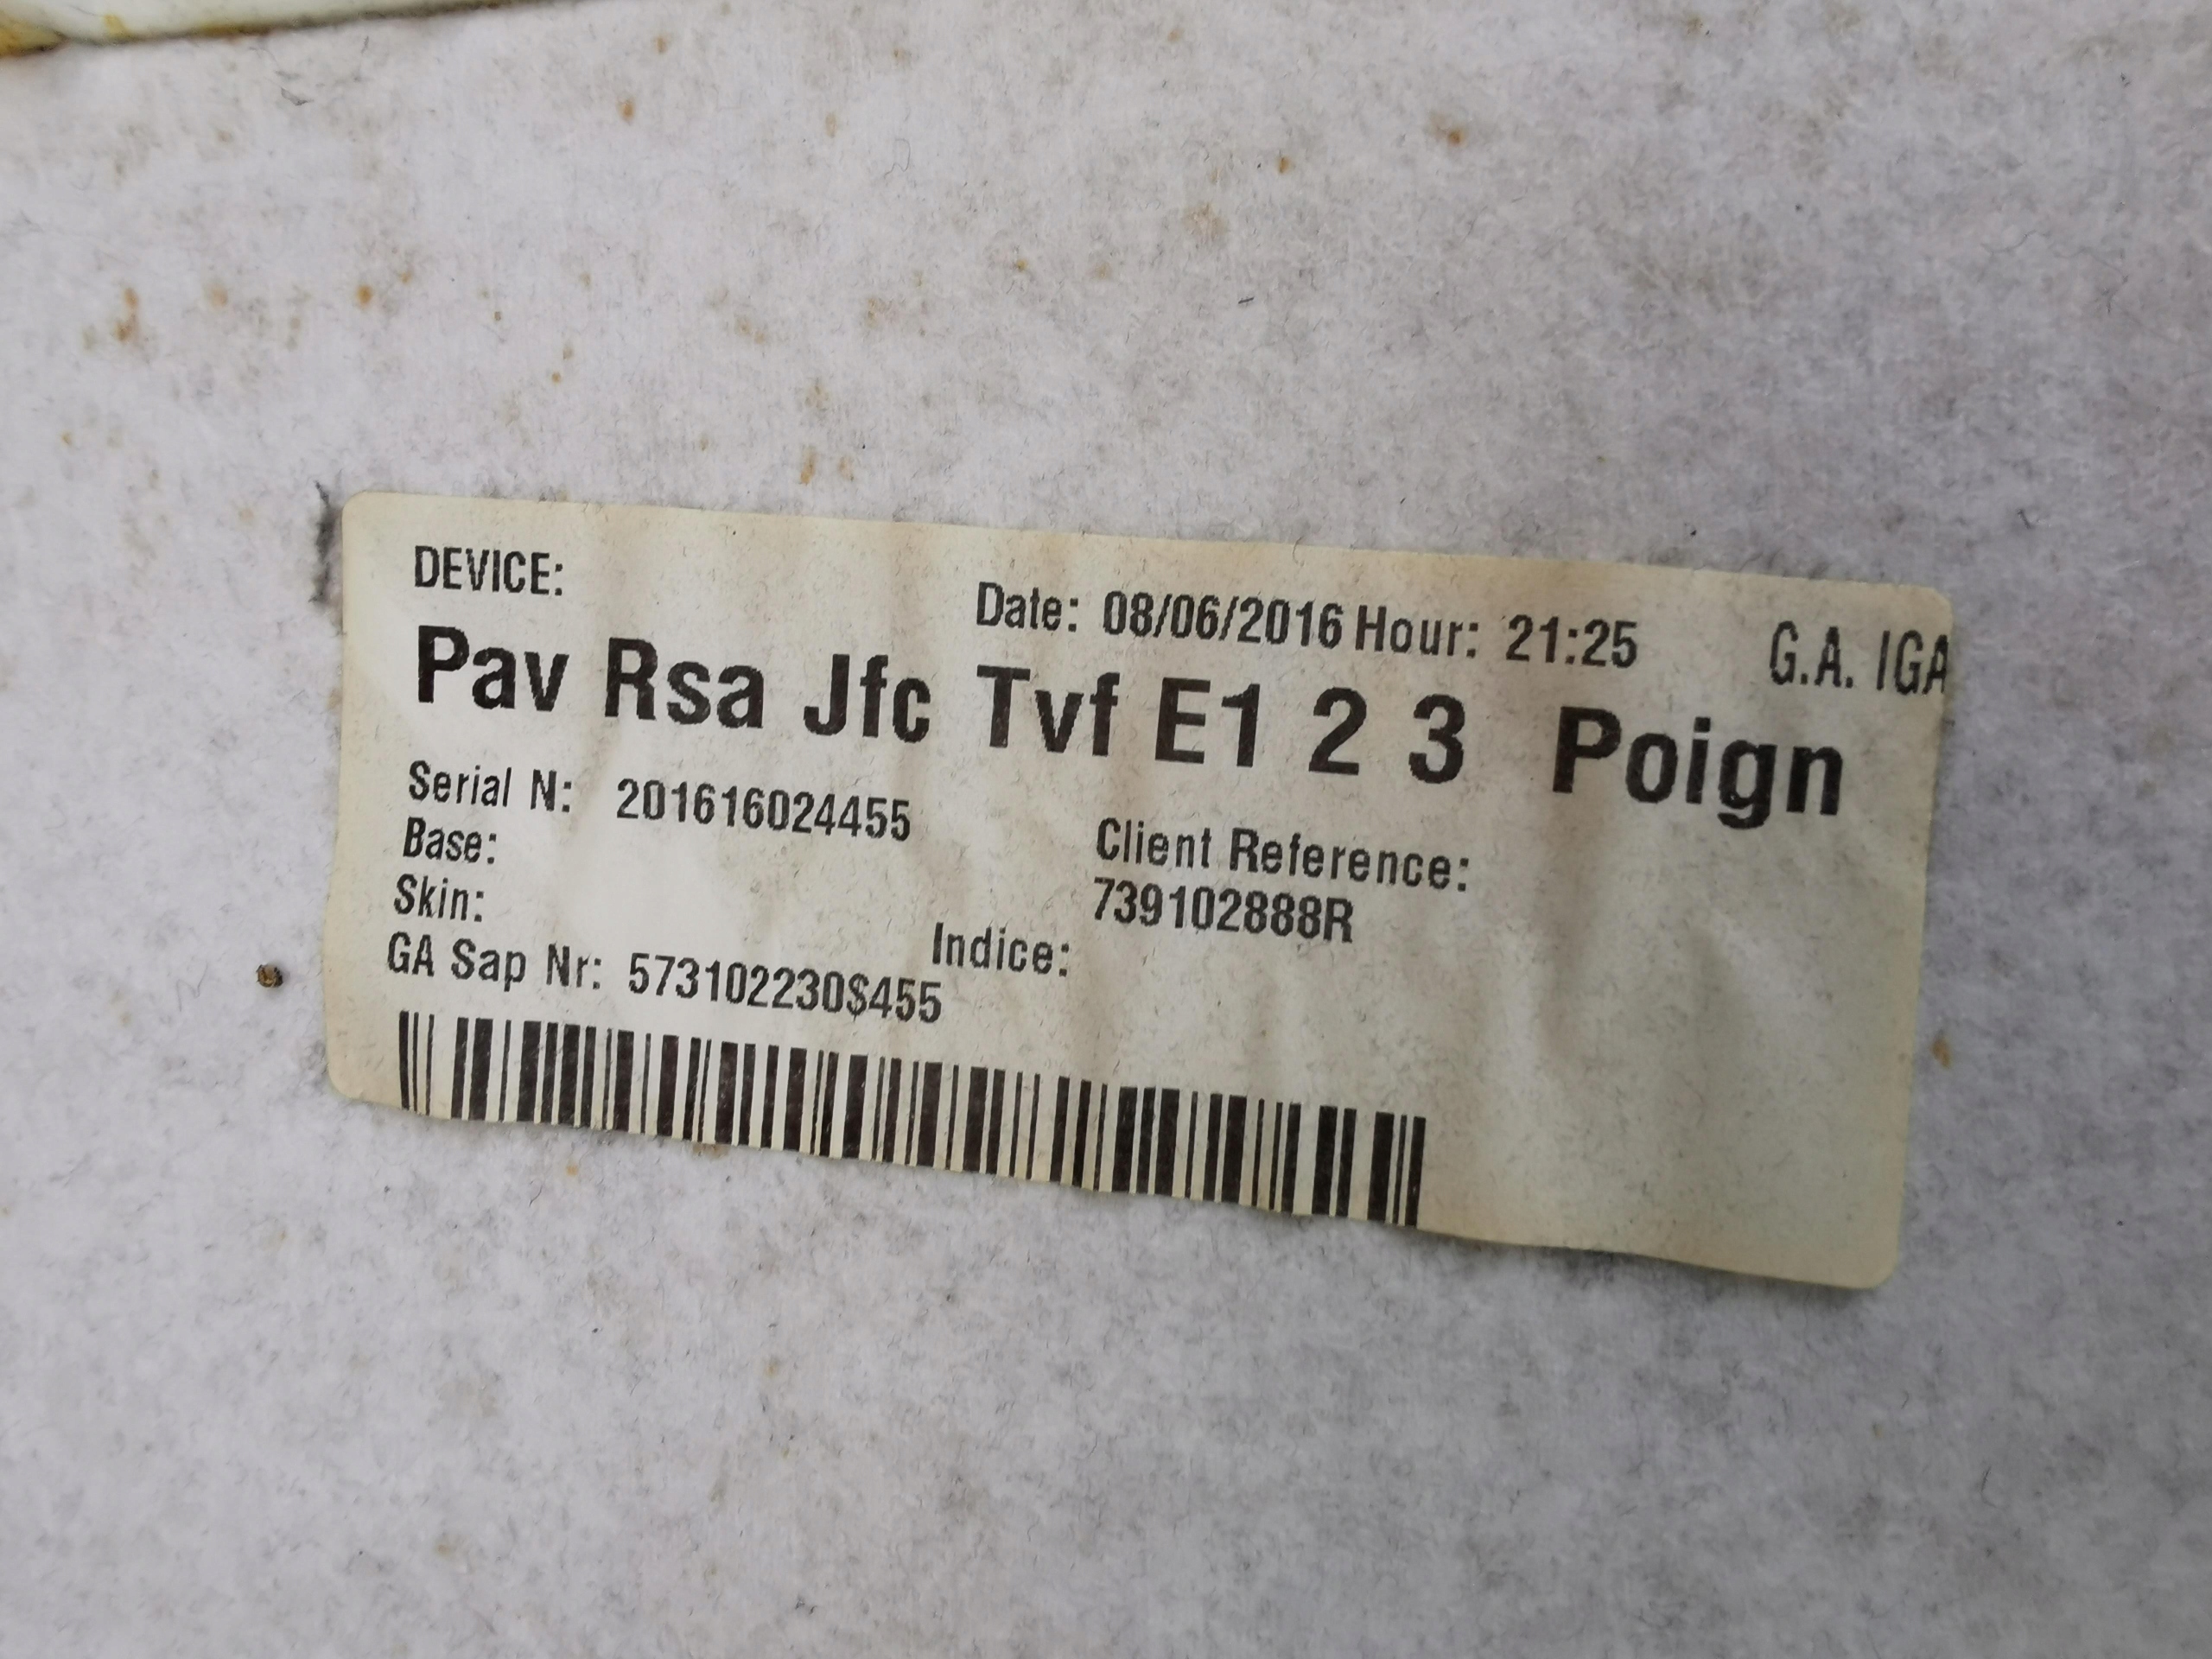 DEVICE:
Date: 08/06/2016 Hour: 21:25 G.A. IGA
Pav Rsa Jfc Tvf E1 2 3 Poign
Serial N: 201616024455
Client Reference:
Base:
739102888R
Skin:
Indice:
GA Sap Nr: 573102230$455